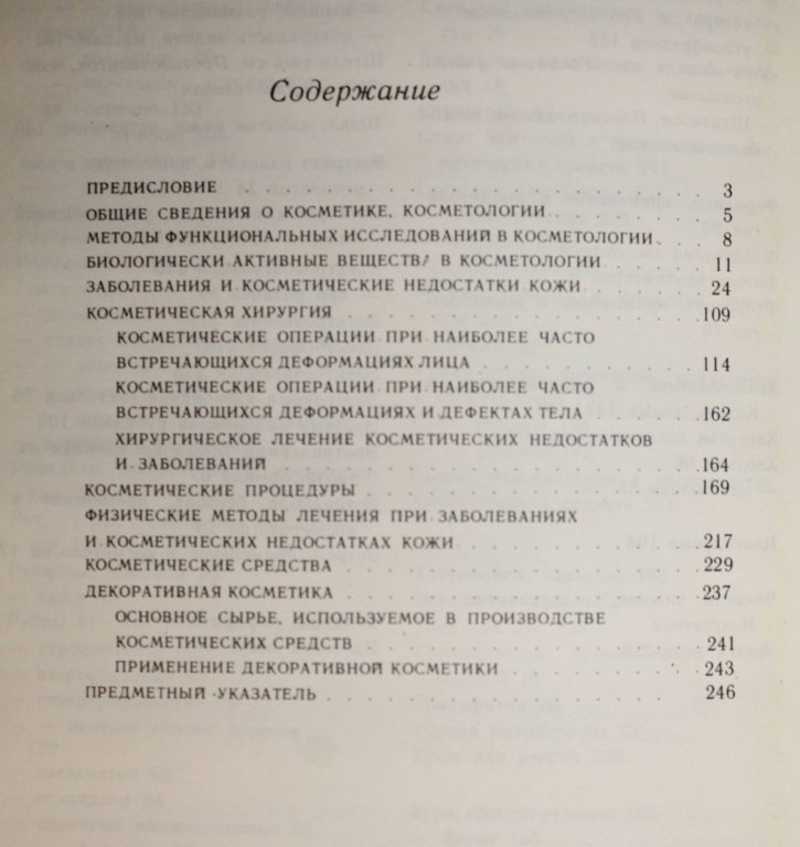 Содержание
ПРЕДИСЛОВИЕ . . . . . . . . . . . . . . . . . . . . 3
ОБЩИЕ СВЕДЕНИЯ О КОСМЕТИКЕ, КОСМЕТОЛОГИИ . . . . . . . 5
МЕТОДЫ ФУНКЦИОНАЛЬНЫХ ИССЛЕДОВАНИЙ В КОСМЕТОЛОГИИ . . . 8
БИОЛОГИЧЕСКИ АКТИВНЫЕ ВЕЩЕСТВА В КОСМЕТОЛОГИИ . . . . . 11
ЗАБОЛЕВАНИЯ И КОСМЕТИЧЕСКИЕ НЕДОСТАТКИ КОЖИ . . . . . . 24
КОСМЕТИЧЕСКАЯ ХИРУРГИЯ . . . . . . . . . . . . . . . . 109
КОСМЕТИЧЕСКИЕ ОПЕРАЦИИ ПРИ НАИБОЛЕЕ ЧАСТО
ВСТРЕЧАЮЩИХСЯ ДЕФОРМАЦИЯХ ЛИЦА . . . . . . . . . . 114
КОСМЕТИЧЕСКИЕ ОПЕРАЦИИ ПРИ НАИБОЛЕЕ ЧАСТО
ВСТРЕЧАЮЩИХСЯ ДЕФОРМАЦИЯХ И ДЕФЕКТАХ ТЕЛА . . . . . 162
ХИРУРГИЧЕСКОЕ ЛЕЧЕНИЕ КОСМЕТИЧЕСКИХ НЕДОСТАТКОВ
И ЗАБОЛЕВАНИЙ . . . . . . . . . . . . . . . . . . 164
КОСМЕТИЧЕСКИЕ ПРОЦЕДУРЫ . . . . . . . . . . . . . . . 169
ФИЗИЧЕСКИЕ МЕТОДЫ ЛЕЧЕНИЯ ПРИ ЗАБОЛЕВАНИЯХ
И КОСМЕТИЧЕСКИХ НЕДОСТАТКАХ КОЖИ . . . . . . . . . . . 217
КОСМЕТИЧЕСКИЕ СРЕДСТВА . . . . . . . . . . . . . . . . 229
ДЕКОРАТИВНАЯ КОСМЕТИКА . . . . . . . . . . . . . . . . 237
ОСНОВНОЕ СЫРЬЕ, ИСПОЛЬЗУЕМОЕ В ПРОИЗВОДСТВЕ
КОСМЕТИЧЕСКИХ СРЕДСТВ . . . . . . . . . . . . . . 241
ПРИМЕНЕНИЕ ДЕКОРАТИВНОЙ КОСМЕТИКИ . . . . . . . . . 243
ПРЕДМЕТНЫЙ УКАЗАТЕЛЬ . . . . . . . . . . . . . . . . 246